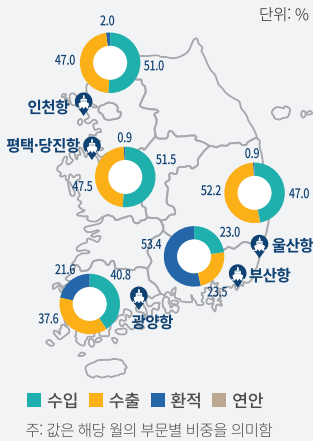 단위: %
2.0
47.0
51.0
인천항
평택·당진항
0.9
51.5
47.5
0.9
52.2
47.0
53.4
23.0
23.5
울산항
부산항
21.6
40.8
37.6
광양항
수입 수출 환적 연안
주: 값은 해당 월의 부문별 비중을 의미함